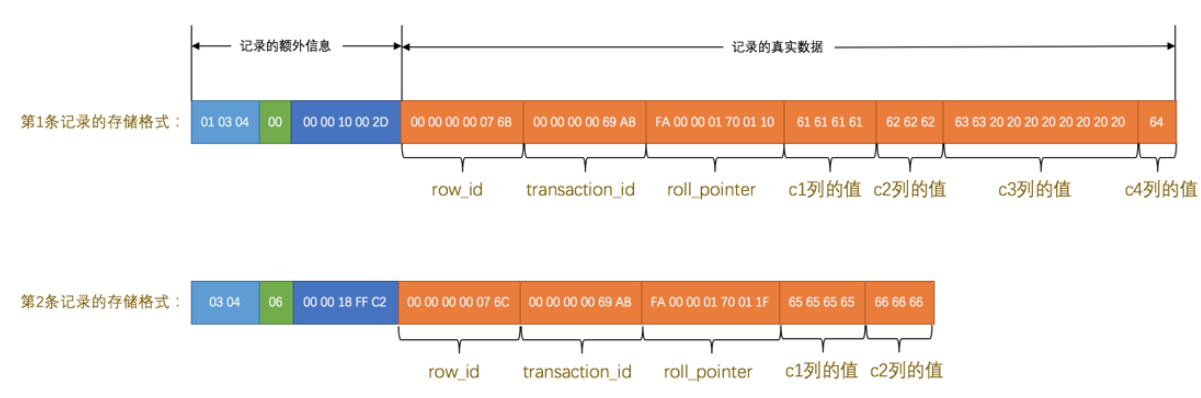 记录的额外信息 记录的真实数据
第1条记录的存储格式： 01 03 04 00 00 00 10 00 2D 00 00 00 00 07 6B 00 00 00 00 69 AB FA 00 00 01 70 01 10 61 61 61 61 62 62 62 63 63 20 20 20 20 20 20 20 20 64
row_id transaction_id roll_pointer c1列的值 c2列的值 c3列的值 c4列的值
第2条记录的存储格式： 03 04 06 00 00 18 FF C2 00 00 00 00 07 6C 00 00 00 00 69 AB FA 00 00 01 70 01 1F 65 65 65 65 66 66 66
row_id transaction_id roll_pointer c1列的值 c2列的值